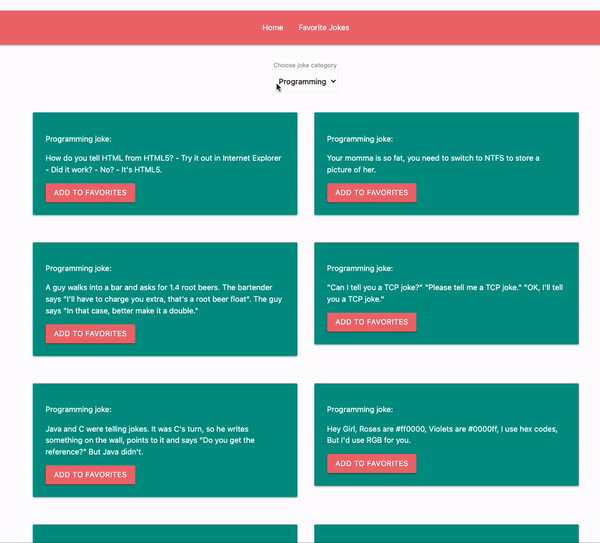 Home Favorite Jokes
Choose joke category
Programming
Programming joke:
How do you tell HTML from HTML5? - Try it out in Internet Explorer
- Did it work? - No? - It's HTML5.
ADD TO FAVORITES
Programming joke:
Your momma is so fat, you need to switch to NTFS to store a
picture of her.
ADD TO FAVORITES
Programming joke:
A guy walks into a bar and asks for 1.4 root beers. The bartender
says "I'll have to charge you extra, that's a root beer float". The guy
says "In that case, better make it a double."
ADD TO FAVORITES
Programming joke:
"Can I tell you a TCP joke?" "Please tell me a TCP joke." "OK, I'll tell
you a TCP joke."
ADD TO FAVORITES
Programming joke:
Java and C were telling jokes. It was C's turn, so he writes
something on the wall, points to it and says "Do you get the
reference?" But Java didn't.
ADD TO FAVORITES
Programming joke:
Hey Girl, Roses are #ff0000, Violets are #0000ff, I use hex codes,
But I'd use RGB for you.
ADD TO FAVORITES